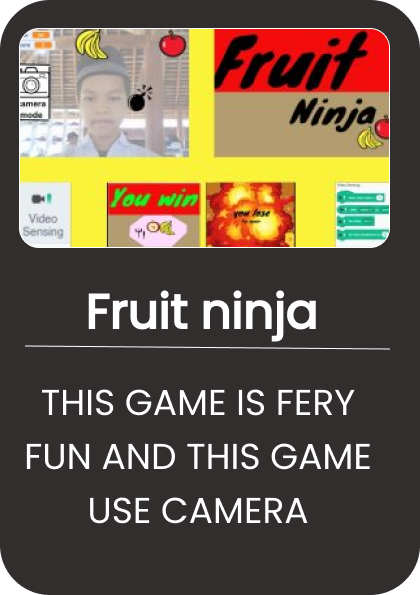 camera
mode
Fruit
Ninja
Video
Sensing
You win
you lose
Fruit ninja
THIS GAME IS FERY
FUN AND THIS GAME
USE CAMERA